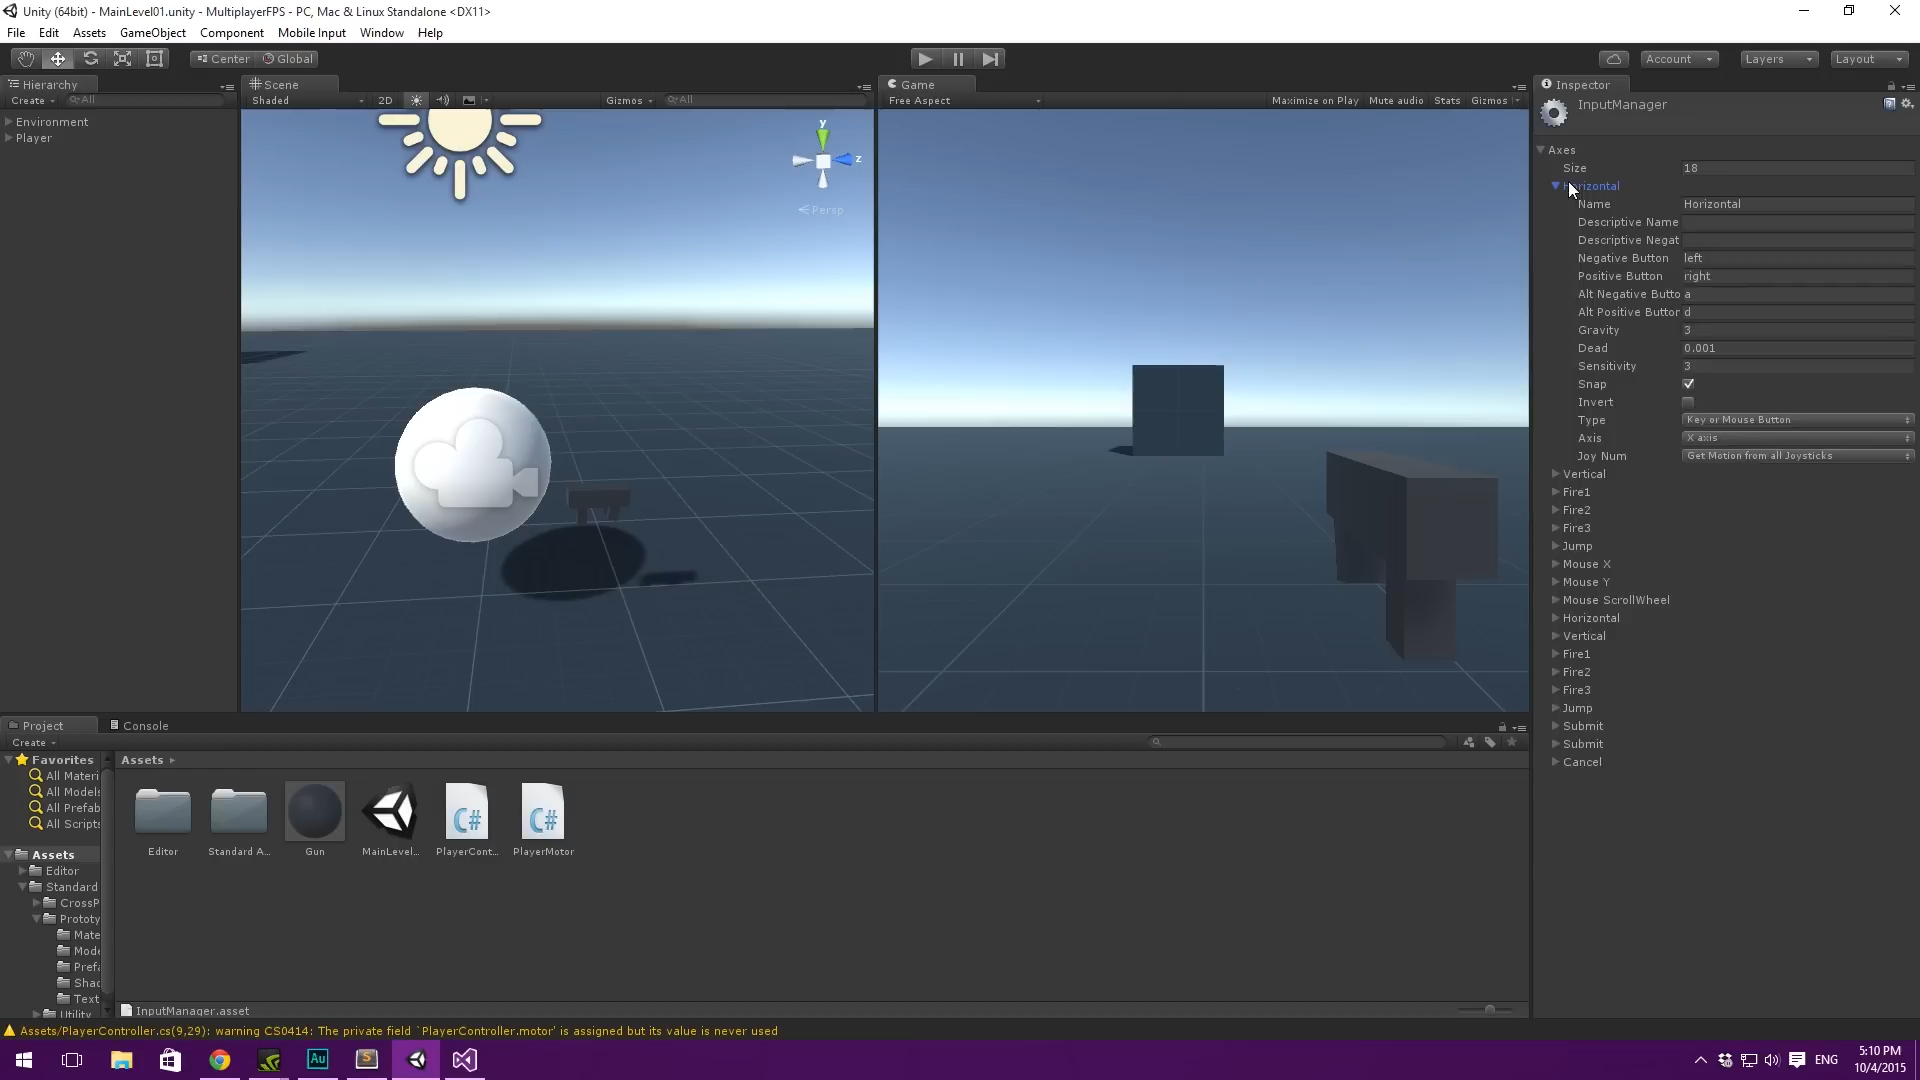 Unity (64bit) - MainLevel01.unity - MultiplayerFPS - PC, Mac & Linux Standalone <DX11>
File Edit Assets GameObject Component Mobile Input Window Help
Center Global Account Layers Layout
Hierarchy
Create All
Environment
Player
Scene
Shaded 2D Gizmos All
y
z
Persp
Game
Free Aspect Maximize on Play Mute audio Stats Gizmos
Inspector
InputManager
Axes
Size 18
Horizontal
Name Horizontal
Descriptive Name
Descriptive Negat
Negative Button left
Positive Button right
Alt Negative Butto a
Alt Positive Buttor d
Gravity 3
Dead 0.001
Sensitivity 3
Snap
Invert
Type Key or Mouse Button
Axis X axis
Joy Num Get Motion from all Joysticks
Vertical
Fire1
Fire2
Fire3
Jump
Mouse X
Mouse Y
Mouse ScrollWheel
Horizontal
Vertical
Fire1
Fire2
Fire3
Jump
Submit
Submit
Cancel
Project Console
Create
Favorites
All Materi
All Models
All Prefab
All Scripts
Assets
Editor
Standard
CrossP
Prototy
Mate
Mode
Prefa
Shad
Text
Utility
Assets
Editor
Standard A...
Gun
MainLevel...
PlayerCont...
PlayerMotor
C#
C#
InputManager.asset
Assets/PlayerController.cs(9,29): warning CS0414: The private field `PlayerController.motor' is assigned but its value is never used
Au
S
ENG
5:10 PM
10/4/2015